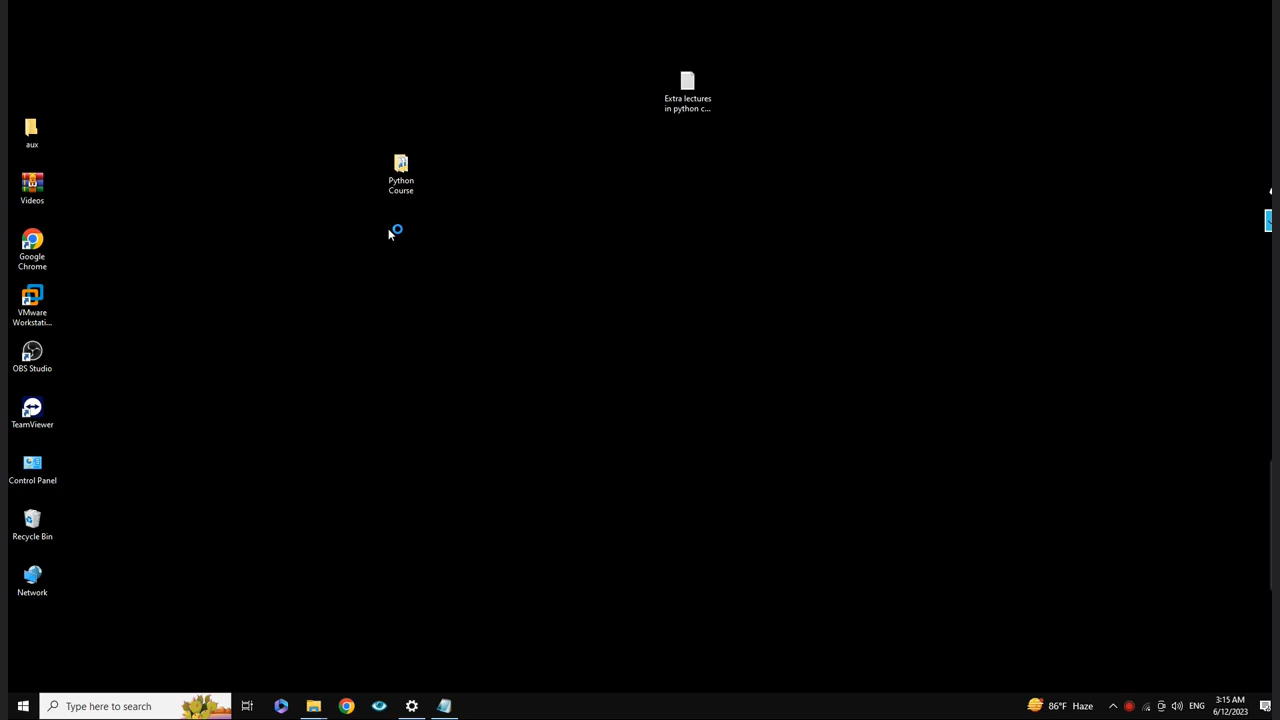 Extra lectures
in python c...
aux
Python
Course
Videos
Google
Chrome
VMware
Workstati...
OBS Studio
TeamViewer
Control Panel
Recycle Bin
Network
Type here to search
86°F Haze
ENG
3:15 AM
6/12/2023